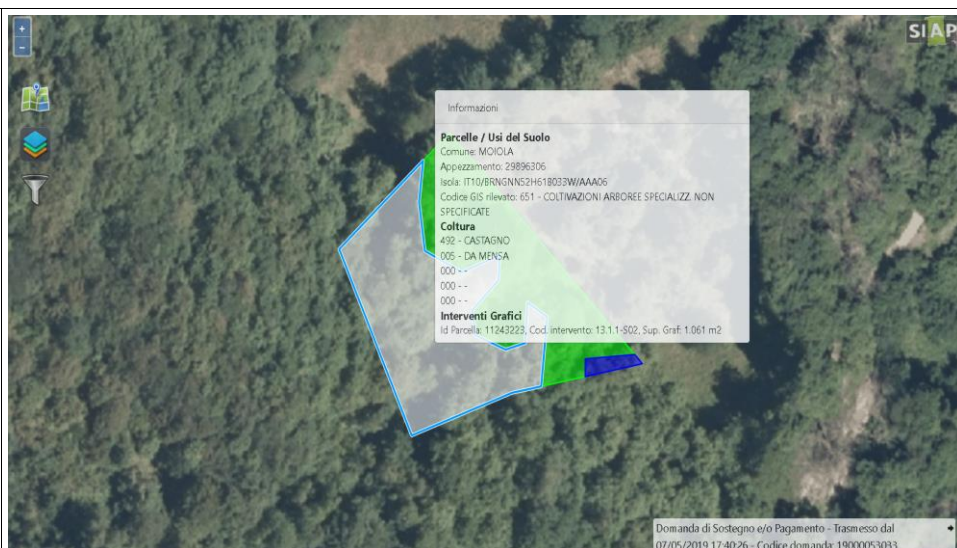 +
-
SIAP
Informazioni
Parcelle / Usi del Suolo
Comune: MOIOLA
Appezzamento: 29896306
Isola: IT10/BRNGNN52H61B033W/AAA06
Codice GIS rilevato: 651 - COLTIVAZIONI ARBOREE SPECIALIZZ. NON
SPECIFICATE
Coltura
492 - CASTAGNO
005 - DA MENSA
000 - -
000 - -
000 - -
Interventi Grafici
Id Parcella: 11243223, Cod. intervento: 13.1.1-S02, Sup. Graf: 1.061 m2
Domanda di Sostegno e/o Pagamento - Trasmesso dal
07/05/2019 17:40:26 - Codice domanda: 19000053033